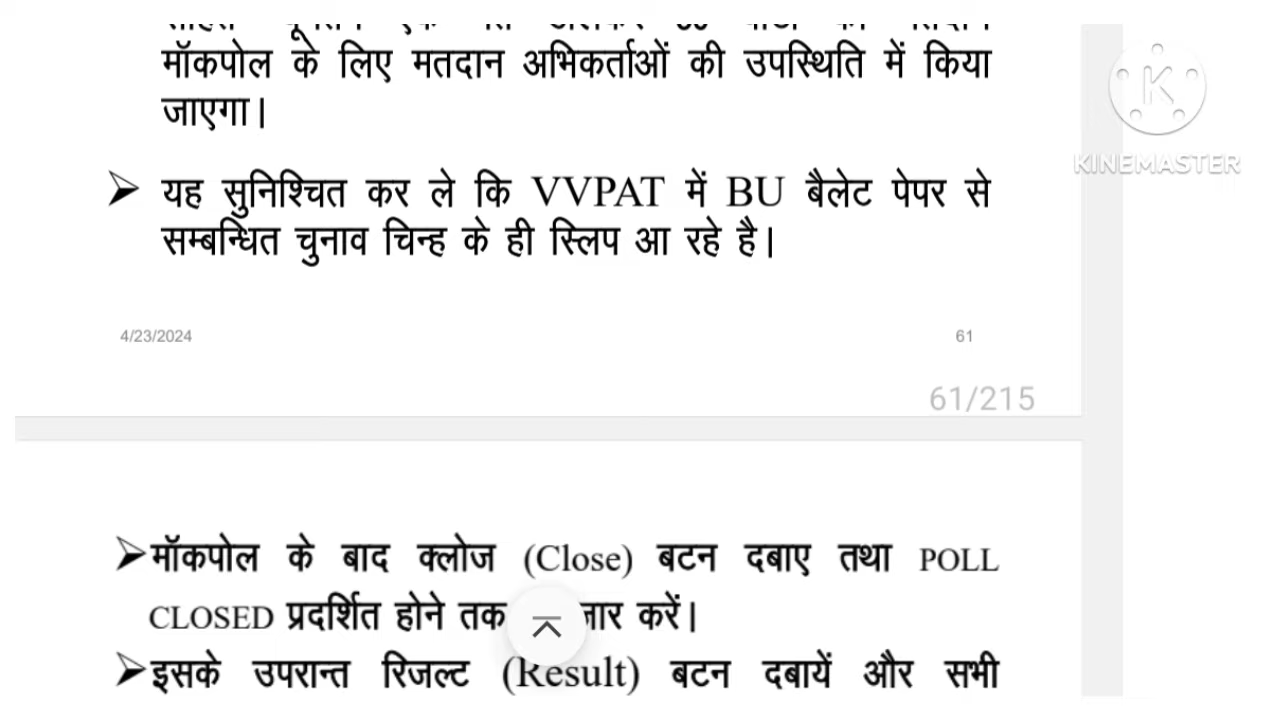 मॉकपोल के लिए मतदान अभिकर्ताओं की उपस्थिति में किया
जाएगा।
➢ यह सुनिश्चित कर ले कि VVPAT में BU बैलेट पेपर से
सम्बन्धित चुनाव चिन्ह के ही स्लिप आ रहे है।
4/23/2024 61
61/215
➢मॉकपोल के बाद क्लोज (Close) बटन दबाए तथा POLL
CLOSED प्रदर्शित होने तक करें।
➢इसके उपरान्त रिजल्ट (Result) बटन दबायें और सभी
K
KINEMASTER